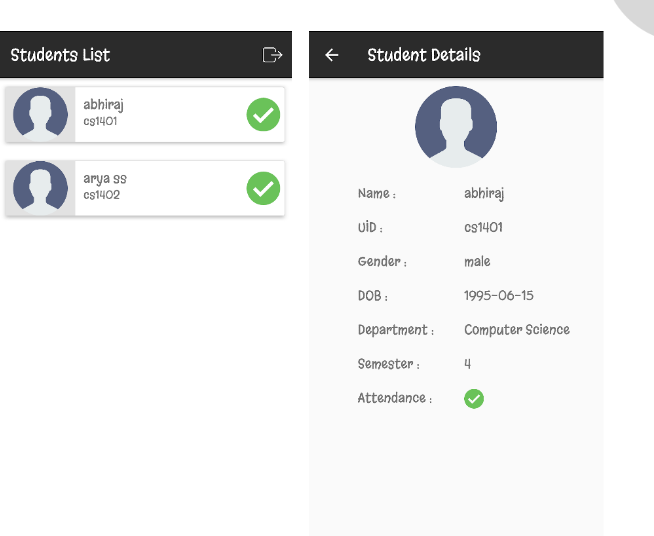 Students List
abhiraj
cs1401
arya ss
cs1402
Student Details
Name : abhiraj
UiD : cs1401
Gender : male
DOB : 1995-06-15
Department : Computer Science
Semester : 4
Attendance :